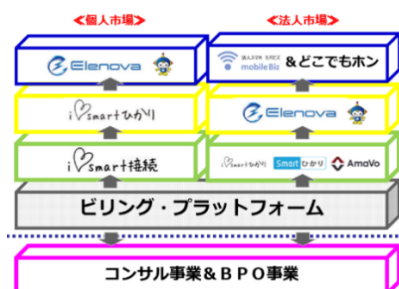 ≪個人市場≫
≪法人市場≫
Elenova
mobile Biz &どこでもホン
i smartひかり
Elenova
i smart接続
i smartひかり Smartひかり AmaVo
ビリング・プラットフォーム
コンサル事業&BPO事業